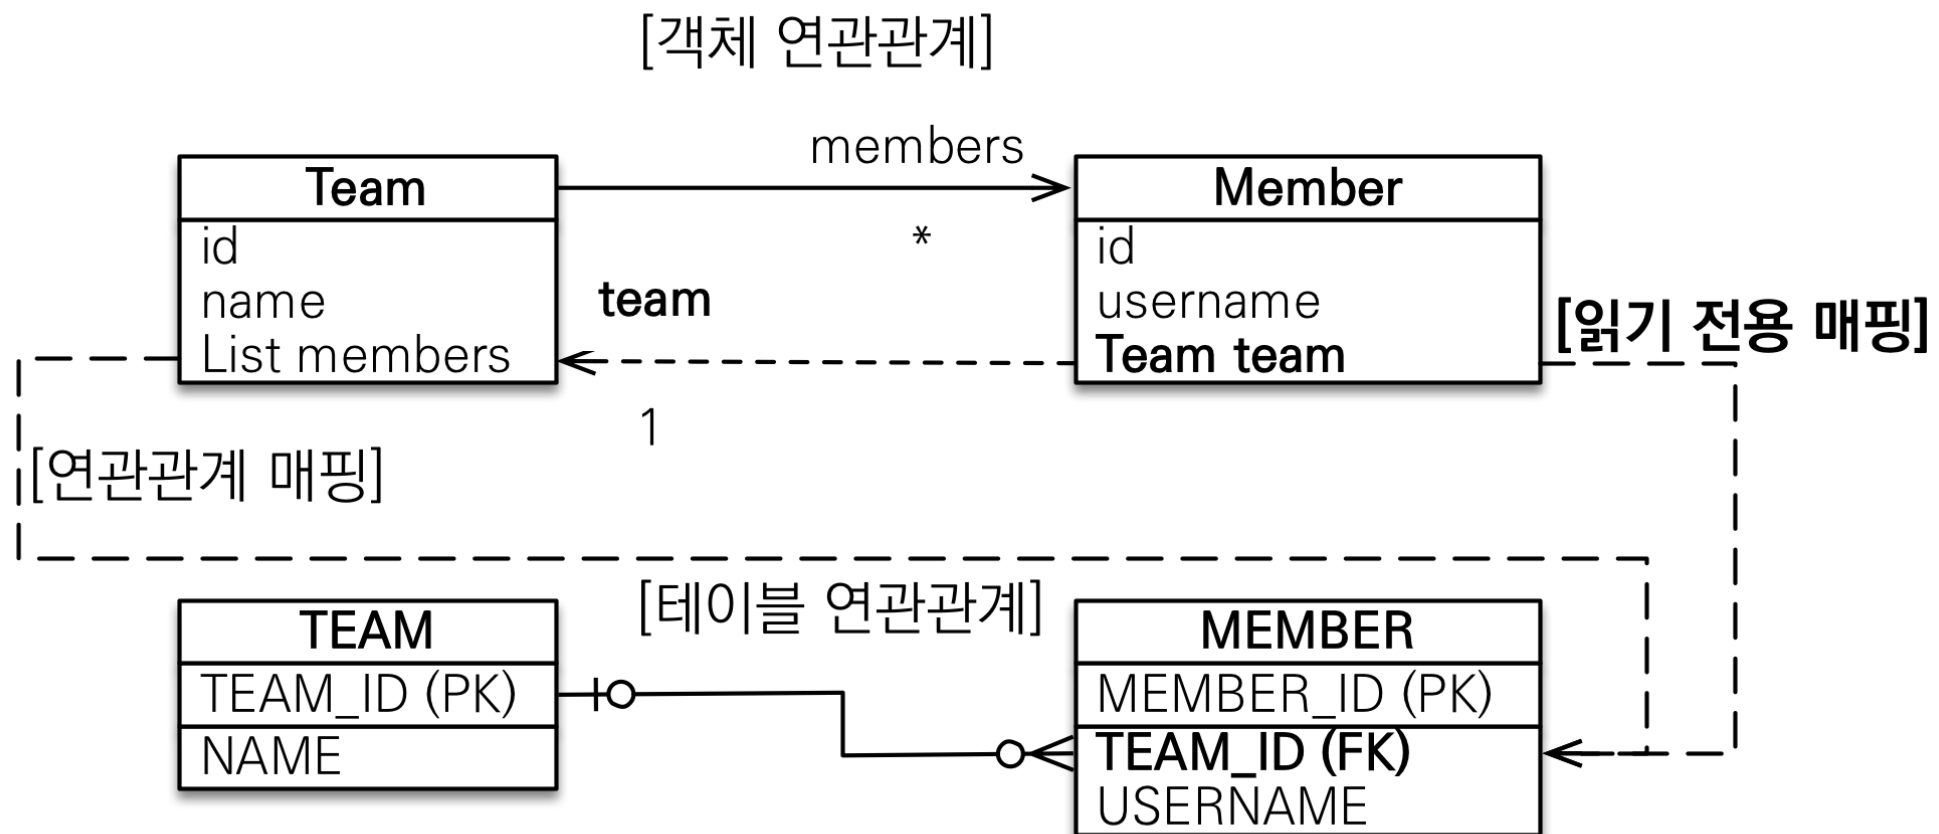 [객체 연관관계]
members
Team
id
name
List members
*
team
1
Member
id
username
Team team
[읽기 전용 매핑]
[연관관계 매핑]
[테이블 연관관계]
TEAM
TEAM_ID (PK)
NAME
MEMBER
MEMBER_ID (PK)
TEAM_ID (FK)
USERNAME